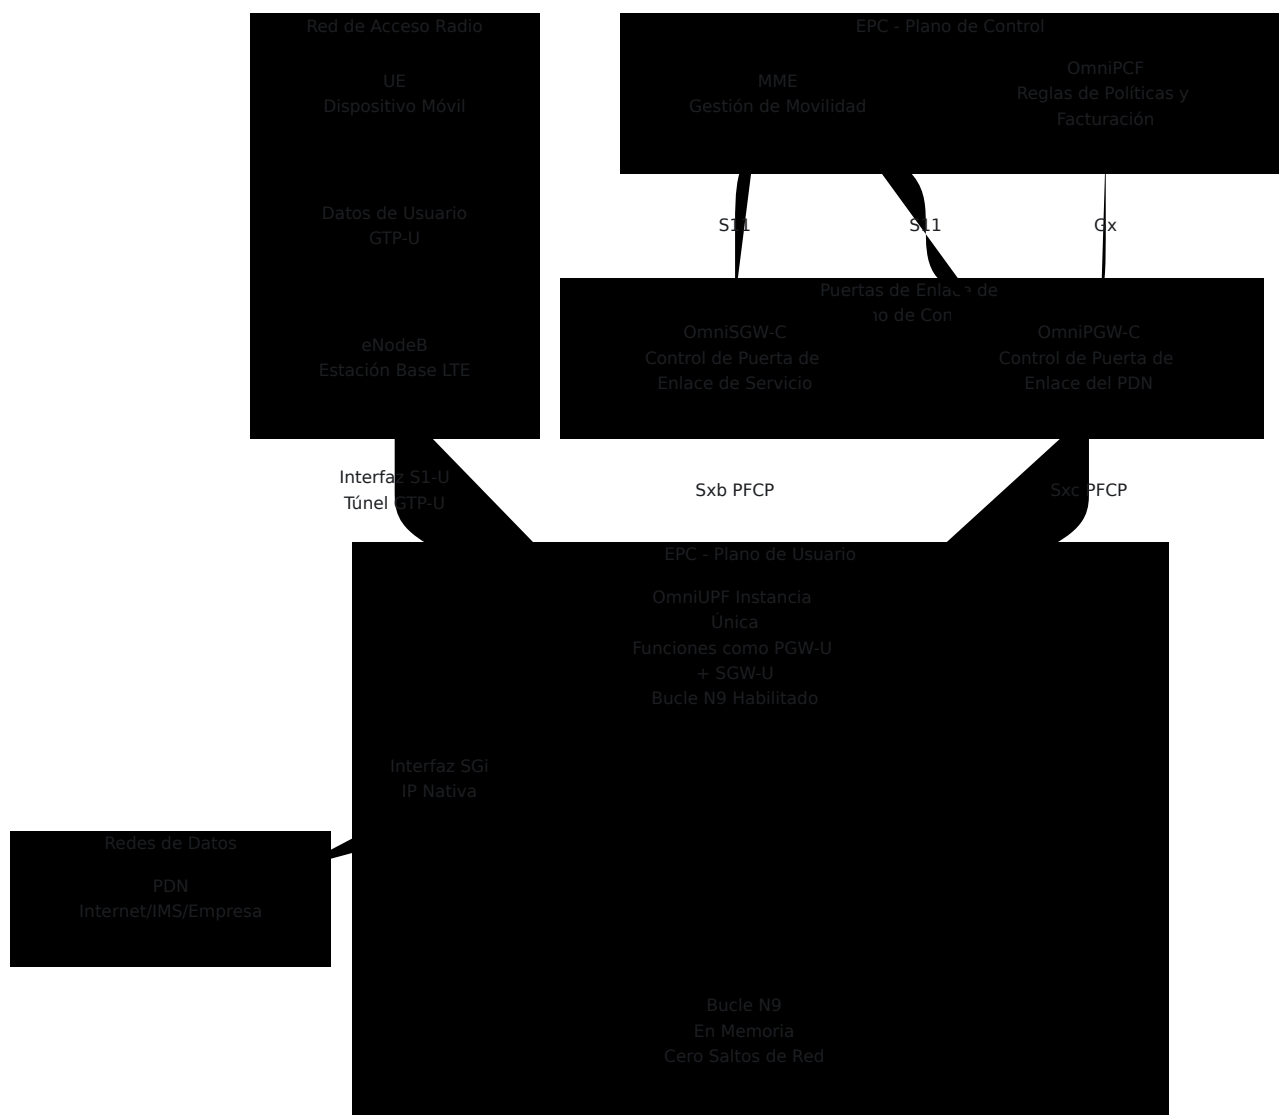 Red de Acceso Radio
UE
Dispositivo Móvil
Datos de Usuario
GTP-U
eNodeB
Estación Base LTE
EPC - Plano de Control
MME
Gestión de Movilidad
OmniPCF
Reglas de Políticas y
Facturación
S11
S11
Gx
Puertas de Enlace de
de Con
OmniSGW-C
Control de Puerta de
Enlace de Servicio
OmniPGW-C
Control de Puerta de
Enlace del PDN
Interfaz S1-U
Túnel GTP-U
Sxb PFCP
Sxc PFCP
EPC - Plano de Usuario
OmniUPF Instancia
Única
Funciones como PGW-U
+ SGW-U
Bucle N9 Habilitado
Interfaz SGi
IP Nativa
Redes de Datos
PDN
Internet/IMS/Empresa
Bucle N9
En Memoria
Cero Saltos de Red